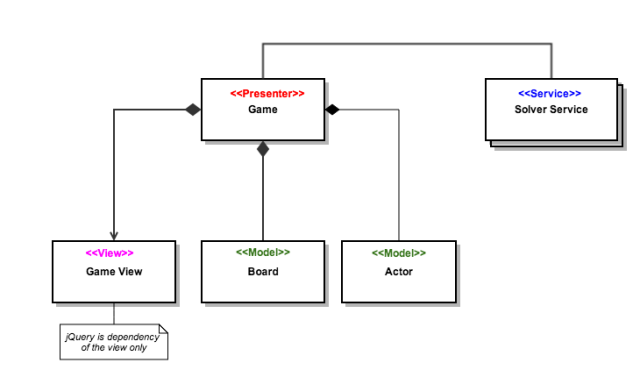 <<Presenter>>
Game
<<Service>>
Solver Service
<<View>>
Game View
<<Model>>
Board
<<Model>>
Actor
jQuery is dependency
of the view only